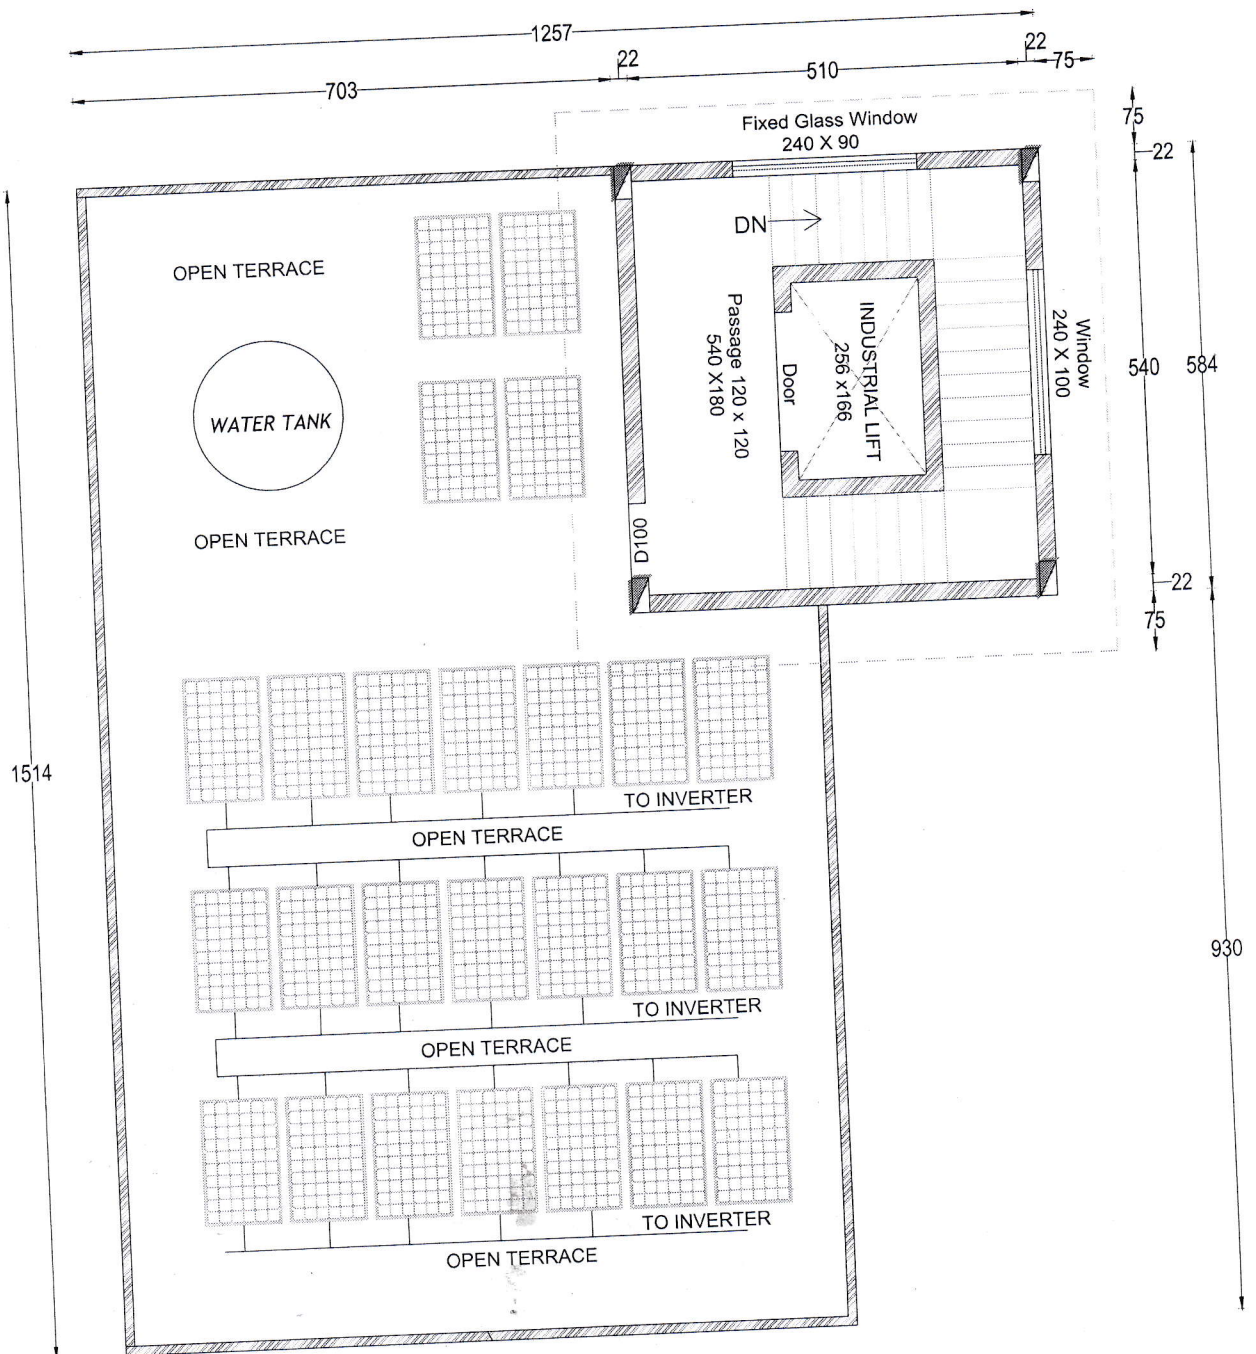 1257
22
22
703
510
75
75
Fixed Glass Window
240 X 90
22
DN
OPEN TERRACE
INDUSTRIAL LIFT
256 x166
Door
Passage 120 x 120
540 X180
Window
240 X 100
540
584
WATER TANK
OPEN TERRACE
D100
22
75
1514
TO INVERTER
OPEN TERRACE
930
TO INVERTER
OPEN TERRACE
TO INVERTER
OPEN TERRACE